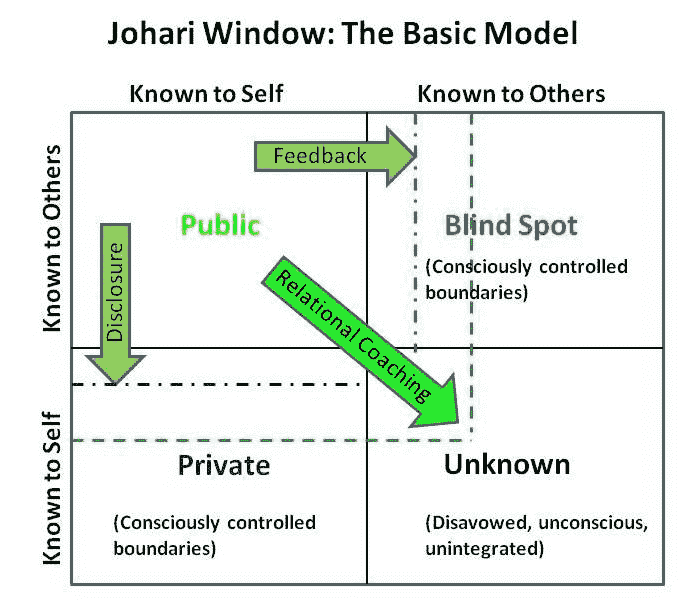 Johari Window: The Basic Model
Known to Self
Known to Others
Known to Others
Feedback
Public
Blind Spot
(Consciously controlled
boundaries)
Disclosure
Relational Coaching
Known to Self
Private
Unknown
(Consciously controlled
boundaries)
(Disavowed, unconscious,
unintegrated)